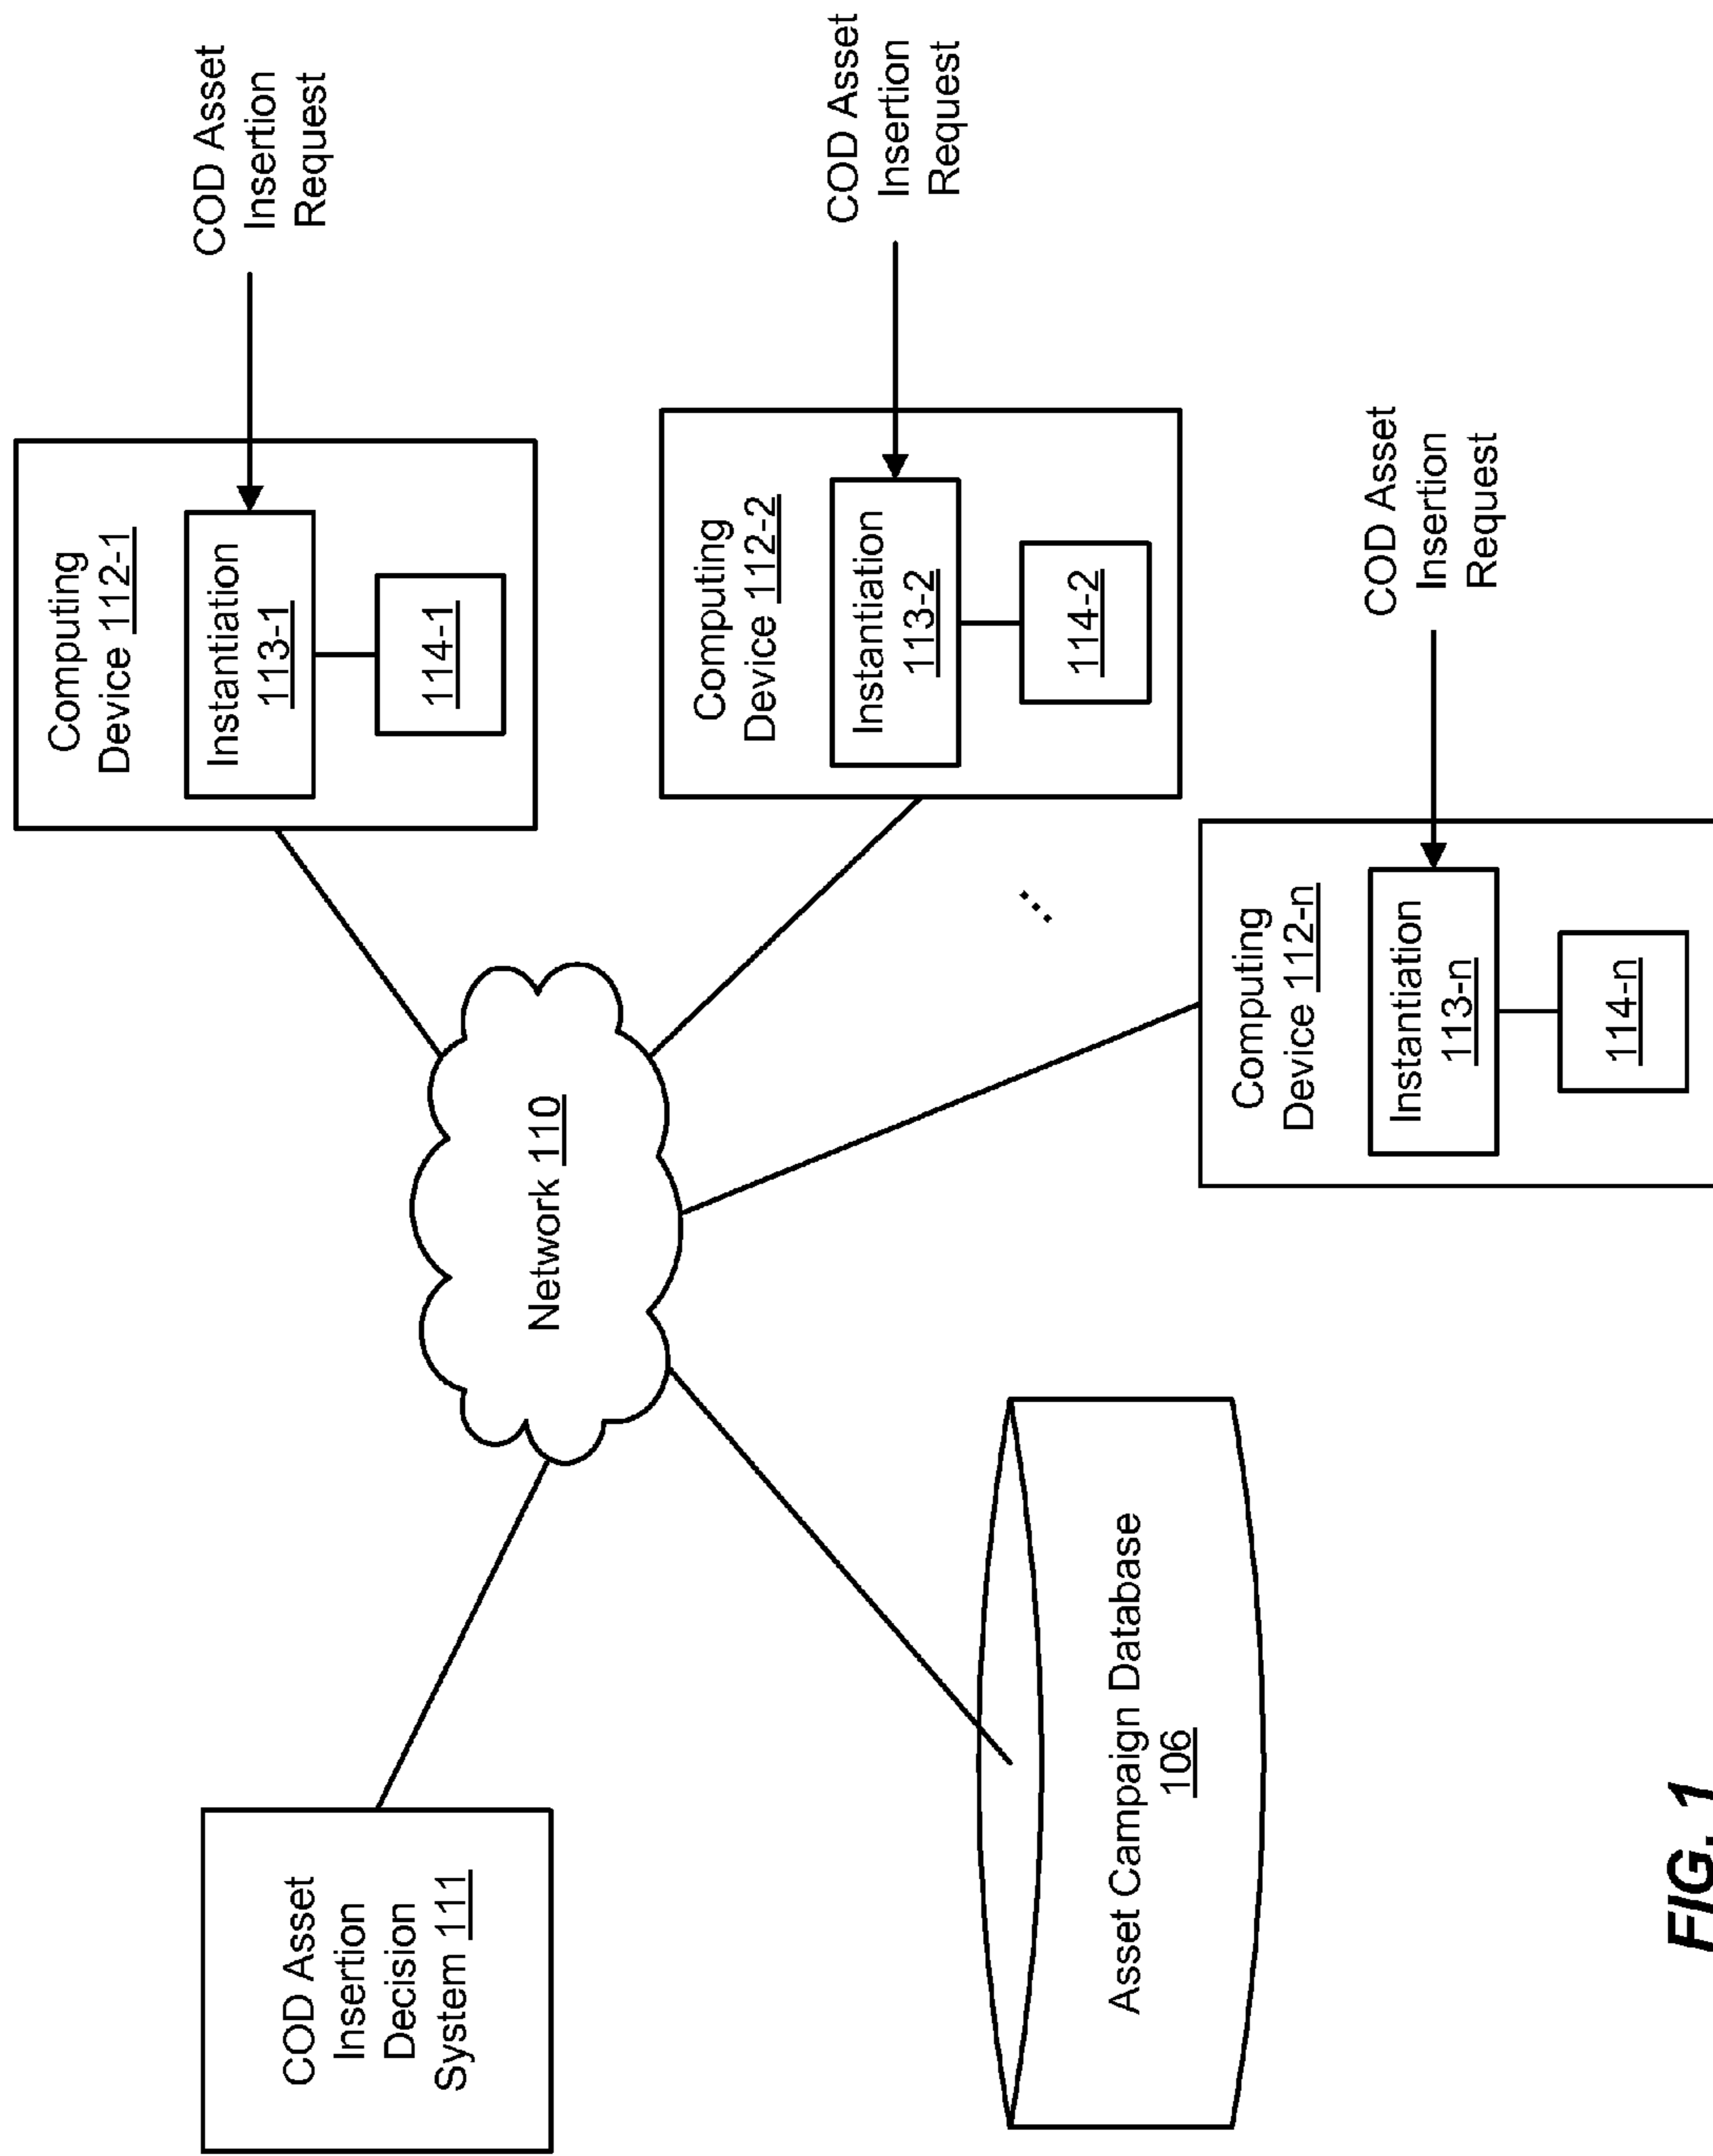 COD Asset
Insertion
Decision
System 111
Asset Campaign Database
106
Network 110
Computing
Device 112-1
Instantiation
113-1
114-1
COD Asset
Insertion
Request
Computing
Device 112-2
Instantiation
113-2
114-2
COD Asset
Insertion
Request
...
Computing
Device 112-n
Instantiation
113-n
114-n
COD Asset
Insertion
Request
FIG. 1